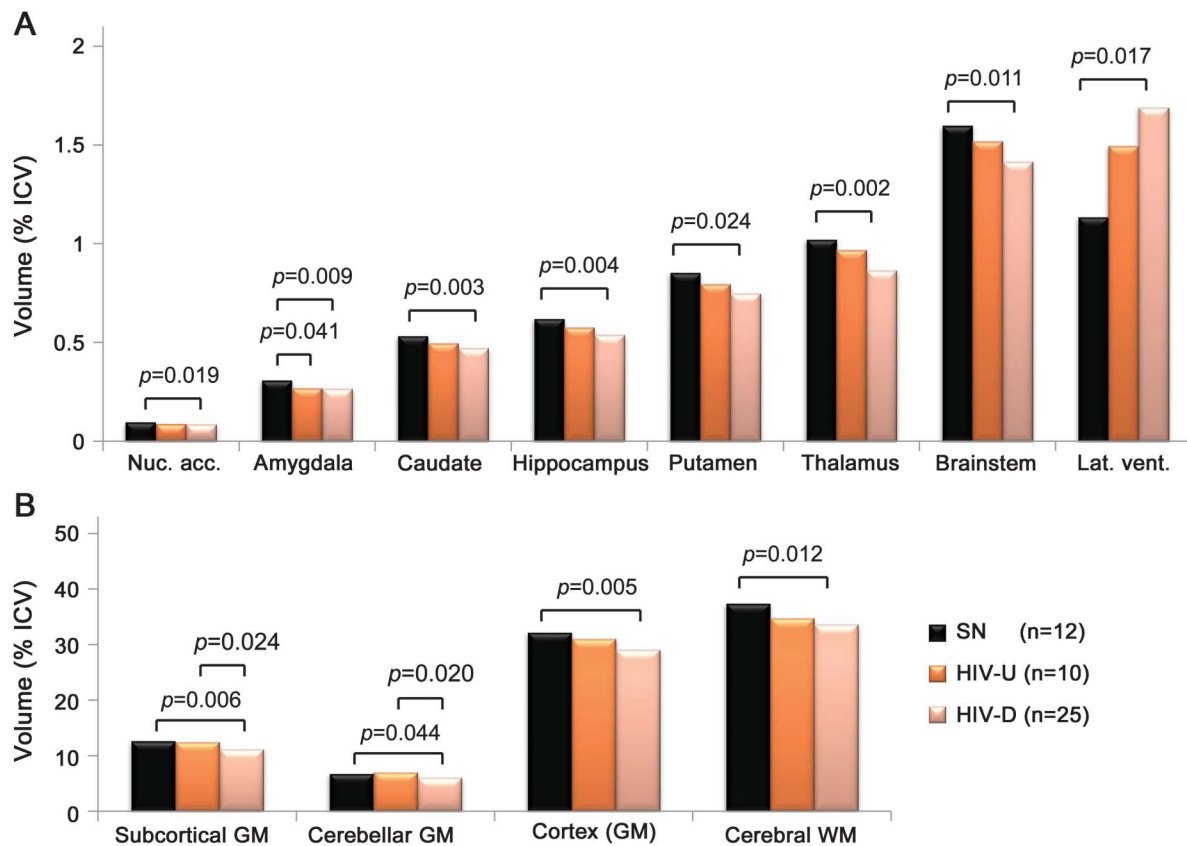 A
Volume (% ICV)
2
1.5
1
0.5
0
p=0.019
p=0.009
p=0.041
p=0.003
p=0.004
p=0.024
p=0.002
p=0.011
p=0.017
Nuc. acc. Amygdala Caudate Hippocampus Putamen Thalamus Brainstem Lat. vent.
B
Volume (% ICV)
50
40
30
20
10
0
p=0.024
p=0.006
p=0.020
p=0.044
p=0.005
p=0.012
Subcortical GM Cerebellar GM Cortex (GM) Cerebral WM
SN (n=12)
HIV-U (n=10)
HIV-D (n=25)